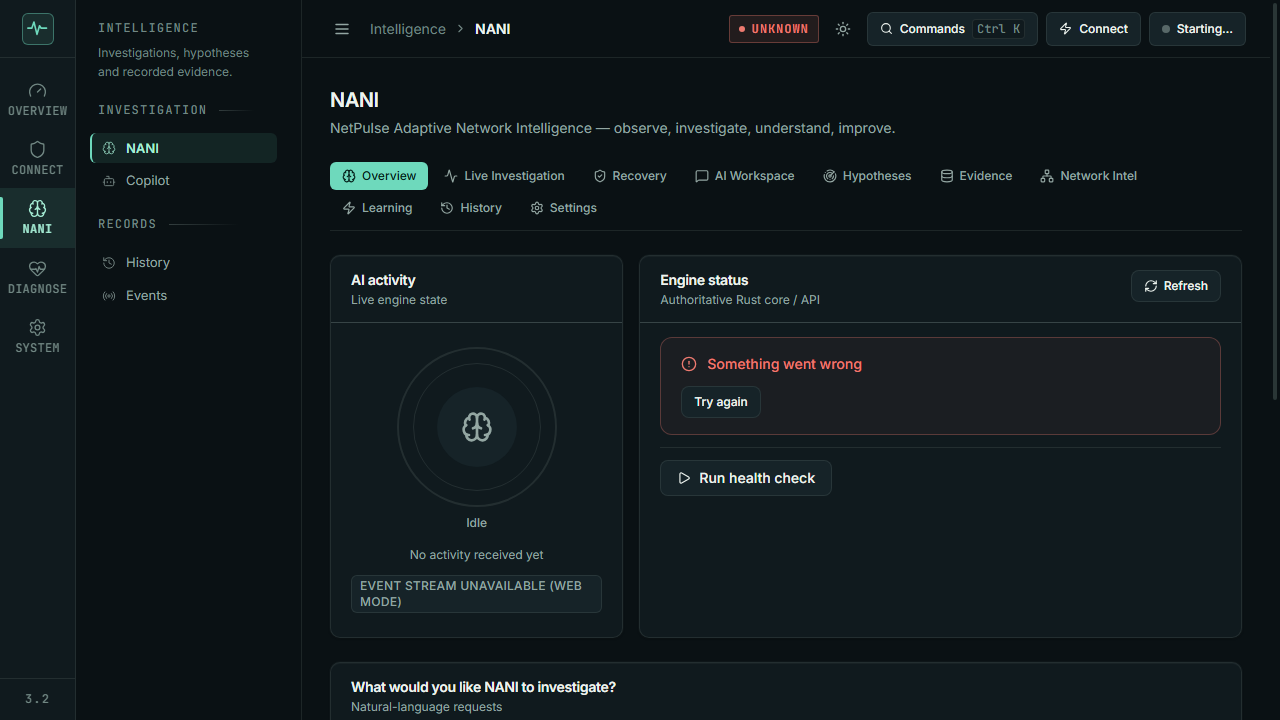 INTELLIGENCE
Investigations, hypotheses
and recorded evidence.
INVESTIGATION
NANI
Copilot
RECORDS
History
Events
OVERVIEW
CONNECT
NANI
DIAGNOSE
SYSTEM
3.2
Intelligence > NANI
UNKNOWN
Commands Ctrl K
Connect
Starting...
NANI
NetPulse Adaptive Network Intelligence — observe, investigate, understand, improve.
Overview Live Investigation Recovery AI Workspace Hypotheses Evidence Network Intel
Learning History Settings
AI activity
Live engine state
Idle
No activity received yet
EVENT STREAM UNAVAILABLE (WEB
MODE)
Engine status
Authoritative Rust core / API
Refresh
Something went wrong
Try again
Run health check
What would you like NANI to investigate?
Natural-language requests